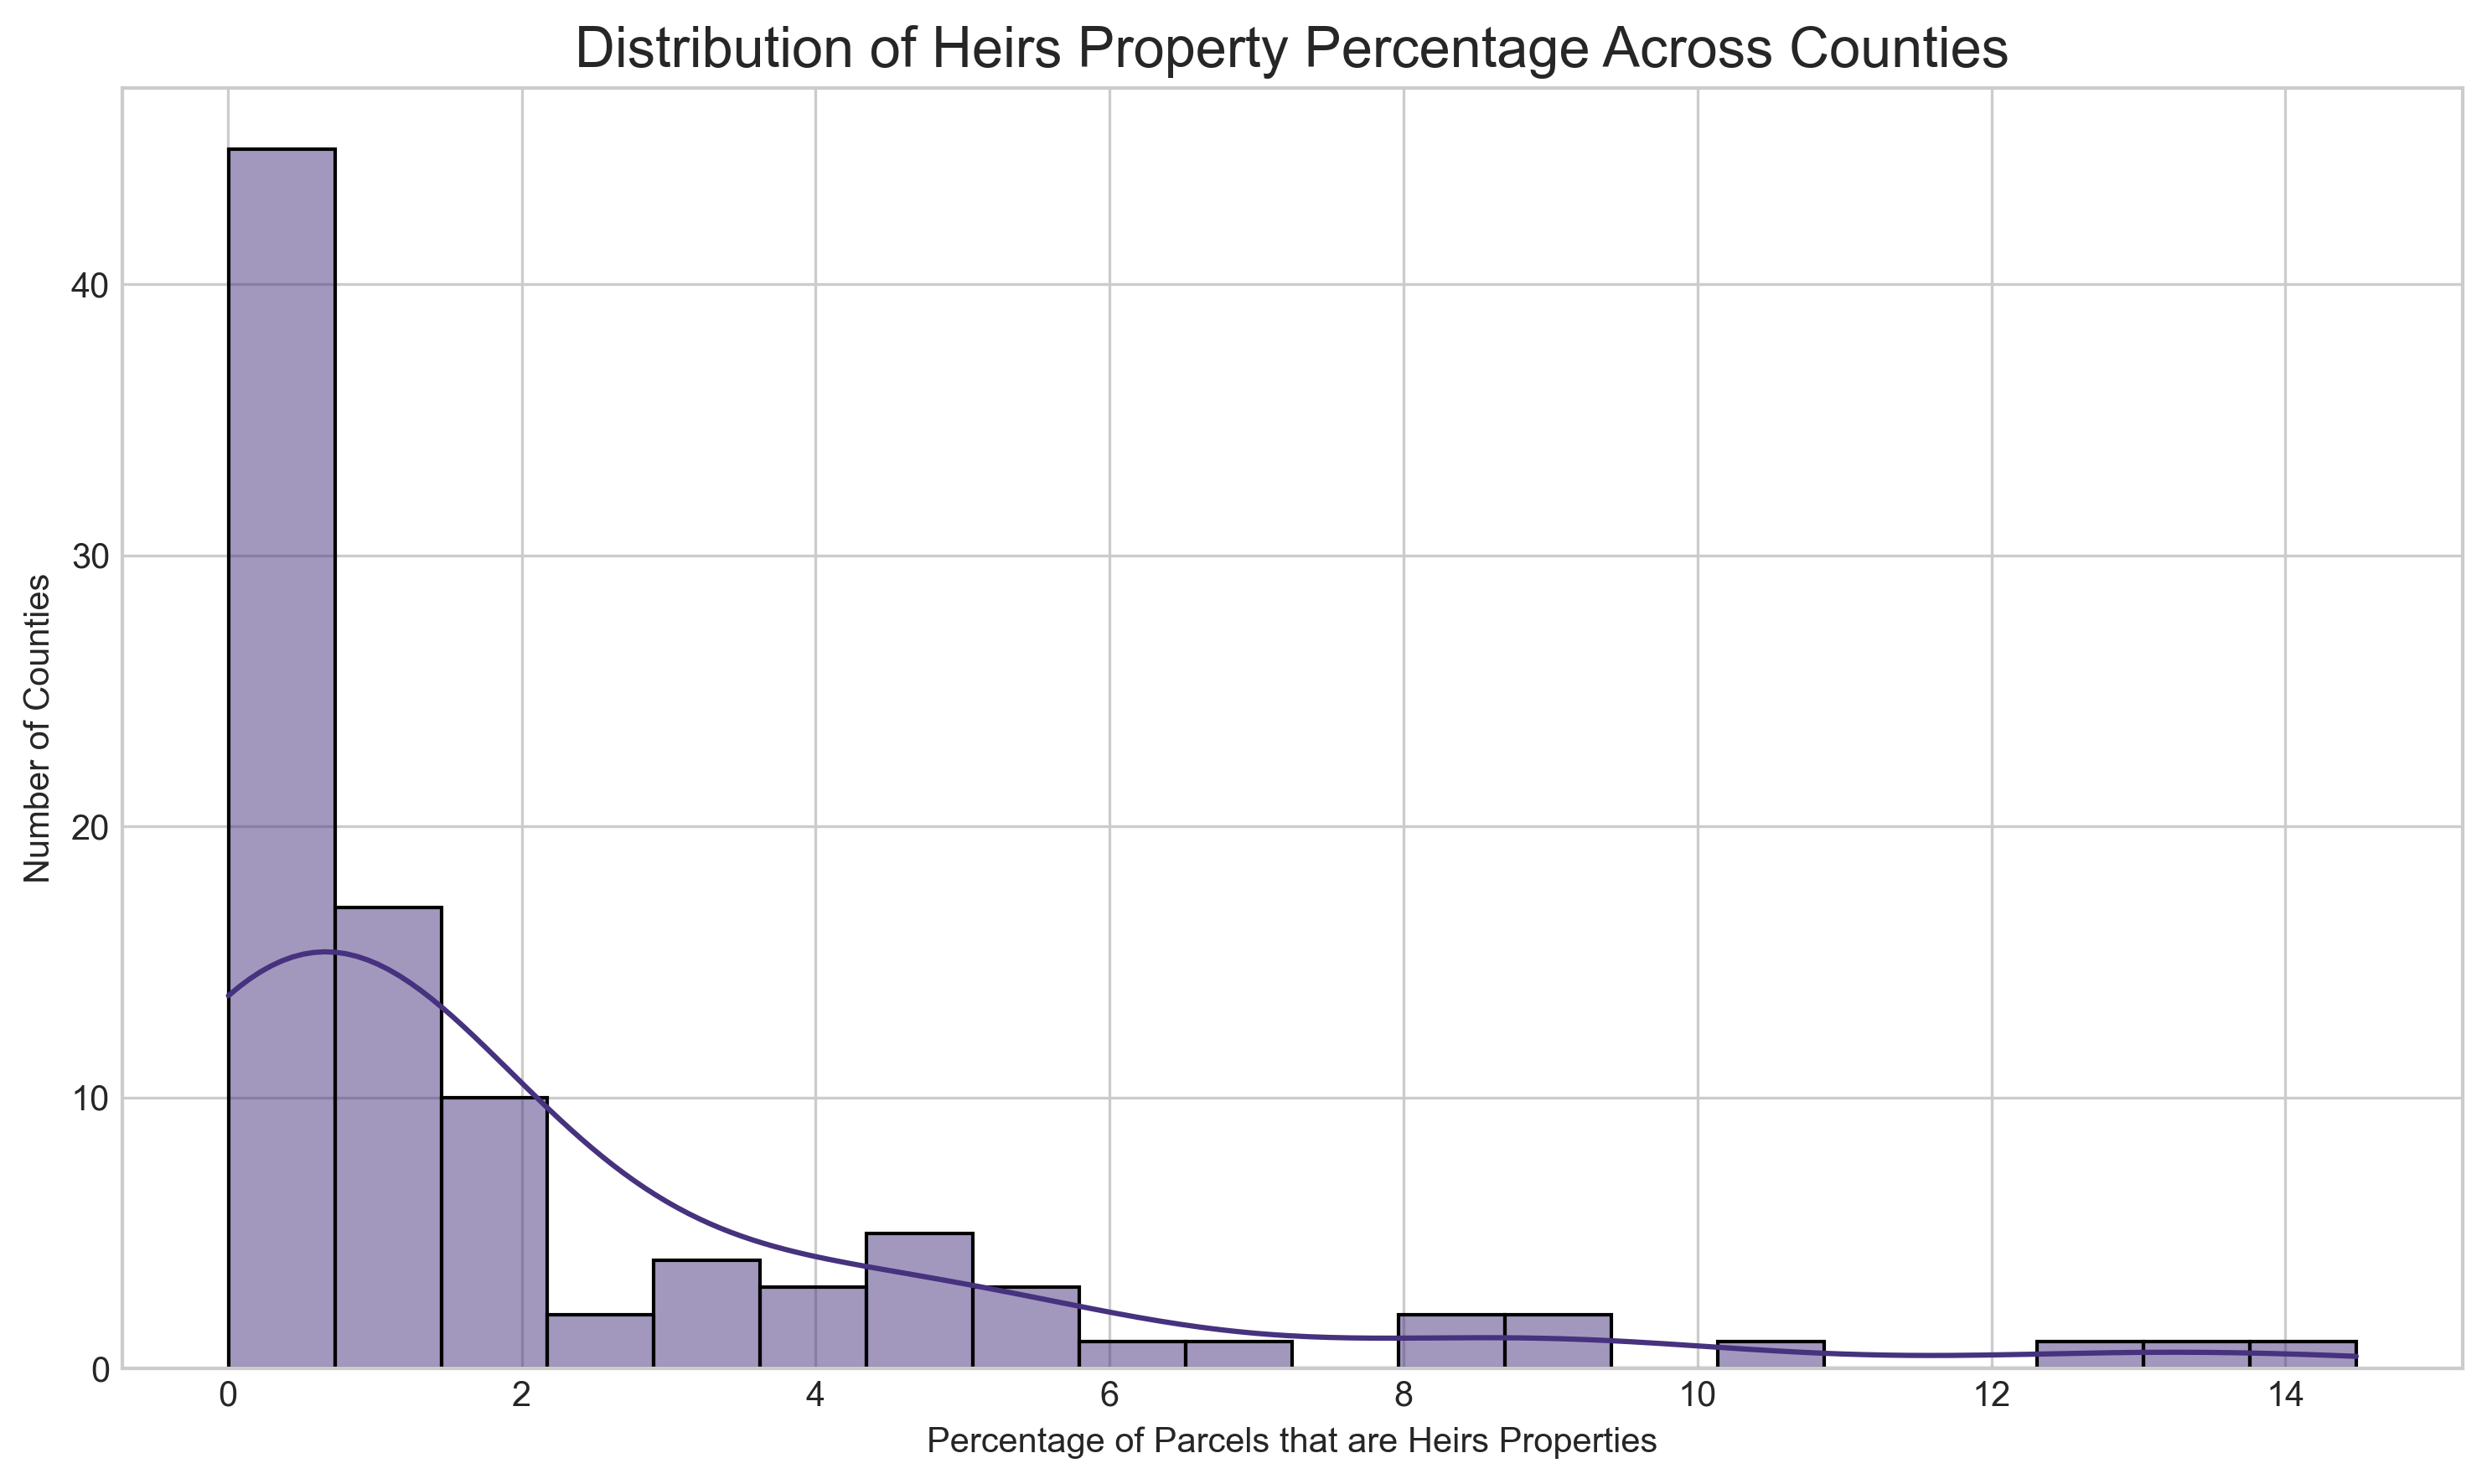 Distribution of Heirs Property Percentage Across Counties
Number of Counties
40
30
20
10
0
0 2 4 6 8 10 12 14
Percentage of Parcels that are Heirs Properties